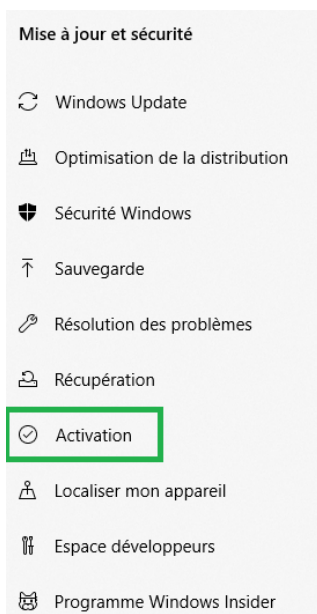 Mise à jour et sécurité
Windows Update
Optimisation de la distribution
Sécurité Windows
Sauvegarde
Résolution des problèmes
Récupération
Activation
Localiser mon appareil
Espace développeurs
Programme Windows Insider